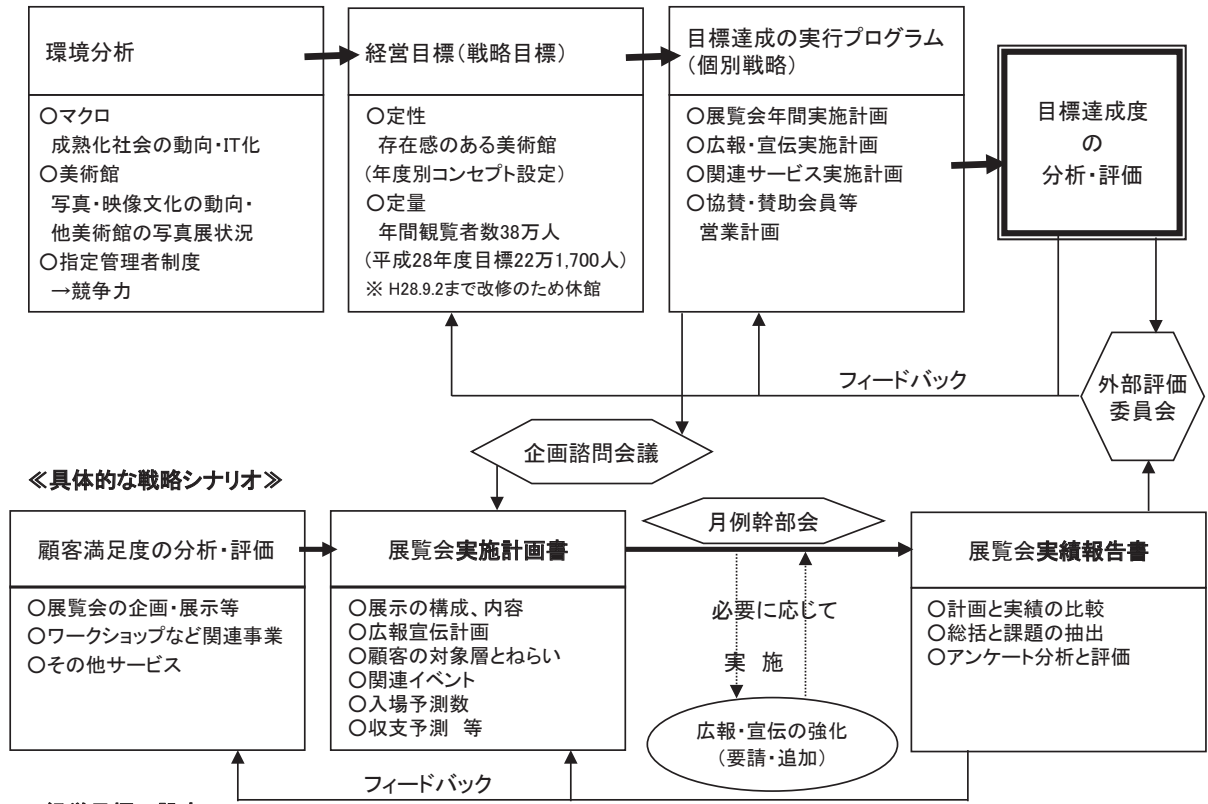 環境分析
○マクロ
成熟化社会の動向・IT化
○美術館
写真・映像文化の動向・
他美術館の写真展状況
○指定管理者制度
→競争力
経営目標(戦略目標)
○定性
存在感のある美術館
(年度別コンセプト設定)
○定量
年間観覧者数38万人
(平成28年度目標22万1,700人)
※ H28.9.2まで改修のため休館
目標達成の実行プログラム
(個別戦略)
○展覧会年間実施計画
○広報・宣伝実施計画
○関連サービス実施計画
○協賛・賛助会員等
営業計画
目標達成度
の
分析・評価
フィードバック
外部評価
委員会
企画諮問会議
≪具体的な戦略シナリオ≫
顧客満足度の分析・評価
○展覧会の企画・展示等
○ワークショップなど関連事業
○その他サービス
展覧会実施計画書
○展示の構成、内容
○広報宣伝計画
○顧客の対象層とねらい
○関連イベント
○入場予測数
○収支予測 等
月例幹部会
必要に応じて
実 施
広報・宣伝の強化
(要請・追加)
展覧会実績報告書
○計画と実績の比較
○総括と課題の抽出
○アンケート分析と評価
フィードバック